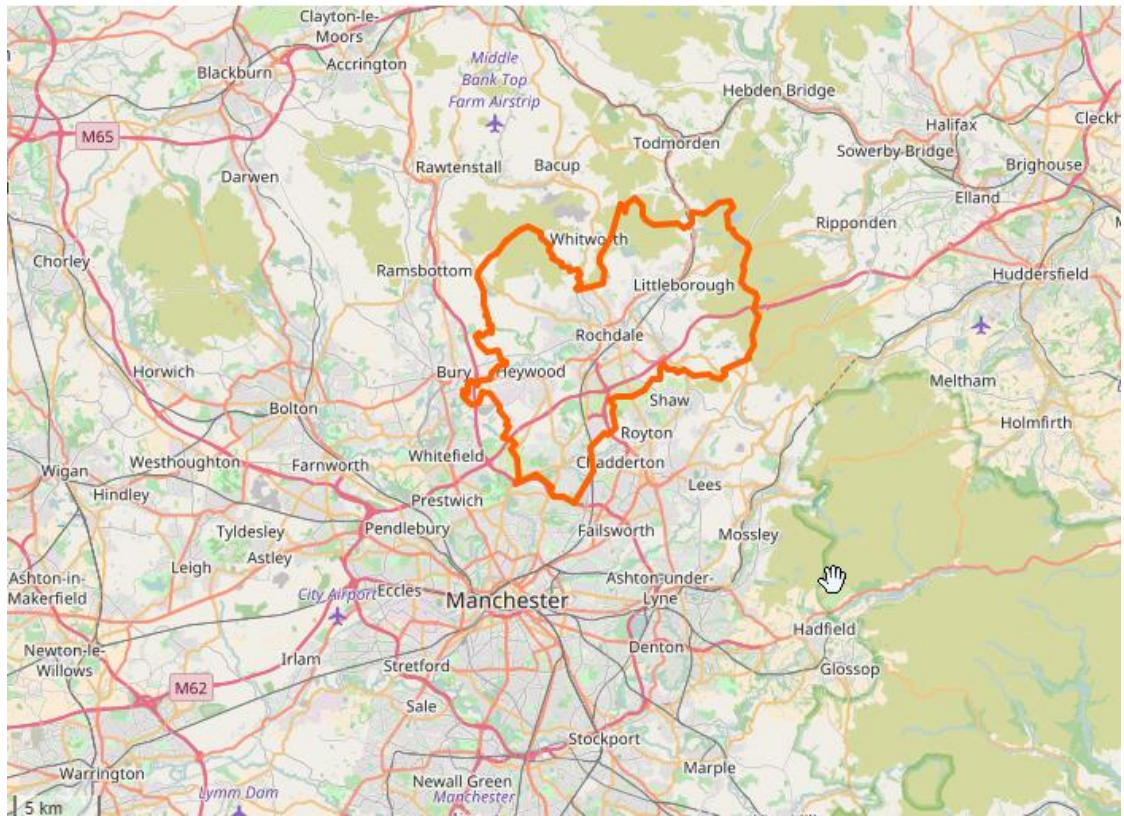 Clayton-le-
Moors
Accrington
Blackburn
Middle
Bank Top
Farm Airstrip
Hebden Bridge
Halifax
Cleckh
M65
Todmorden
Sowerby Bridge
Brighouse
Rawtenstall
Bacup
Darwen
Elland
Ripponden
Whitworth
Chorley
Ramsbottom
Littleborough
Huddersfield
Rochdale
Horwich
Bury
Heywood
Meltham
Bolton
Shaw
Holmfirth
Royton
Whitefield
Westhoughton
Farnworth
Chadderton
Wigan
Hindley
Prestwich
Lees
Tyldesley
Pendlebury
Failsworth
Mossley
Astley
Leigh
Ashton-in-
Makerfield
City Airport
Eccles
Manchester
Ashton-under-
Lyne
Hadfield
Newton-le-
Willows
Irlam
Stretford
Denton
Glossop
M62
Sale
Stockport
Marple
Warrington
Newall Green
Manchester
Lymm Dam
5 km